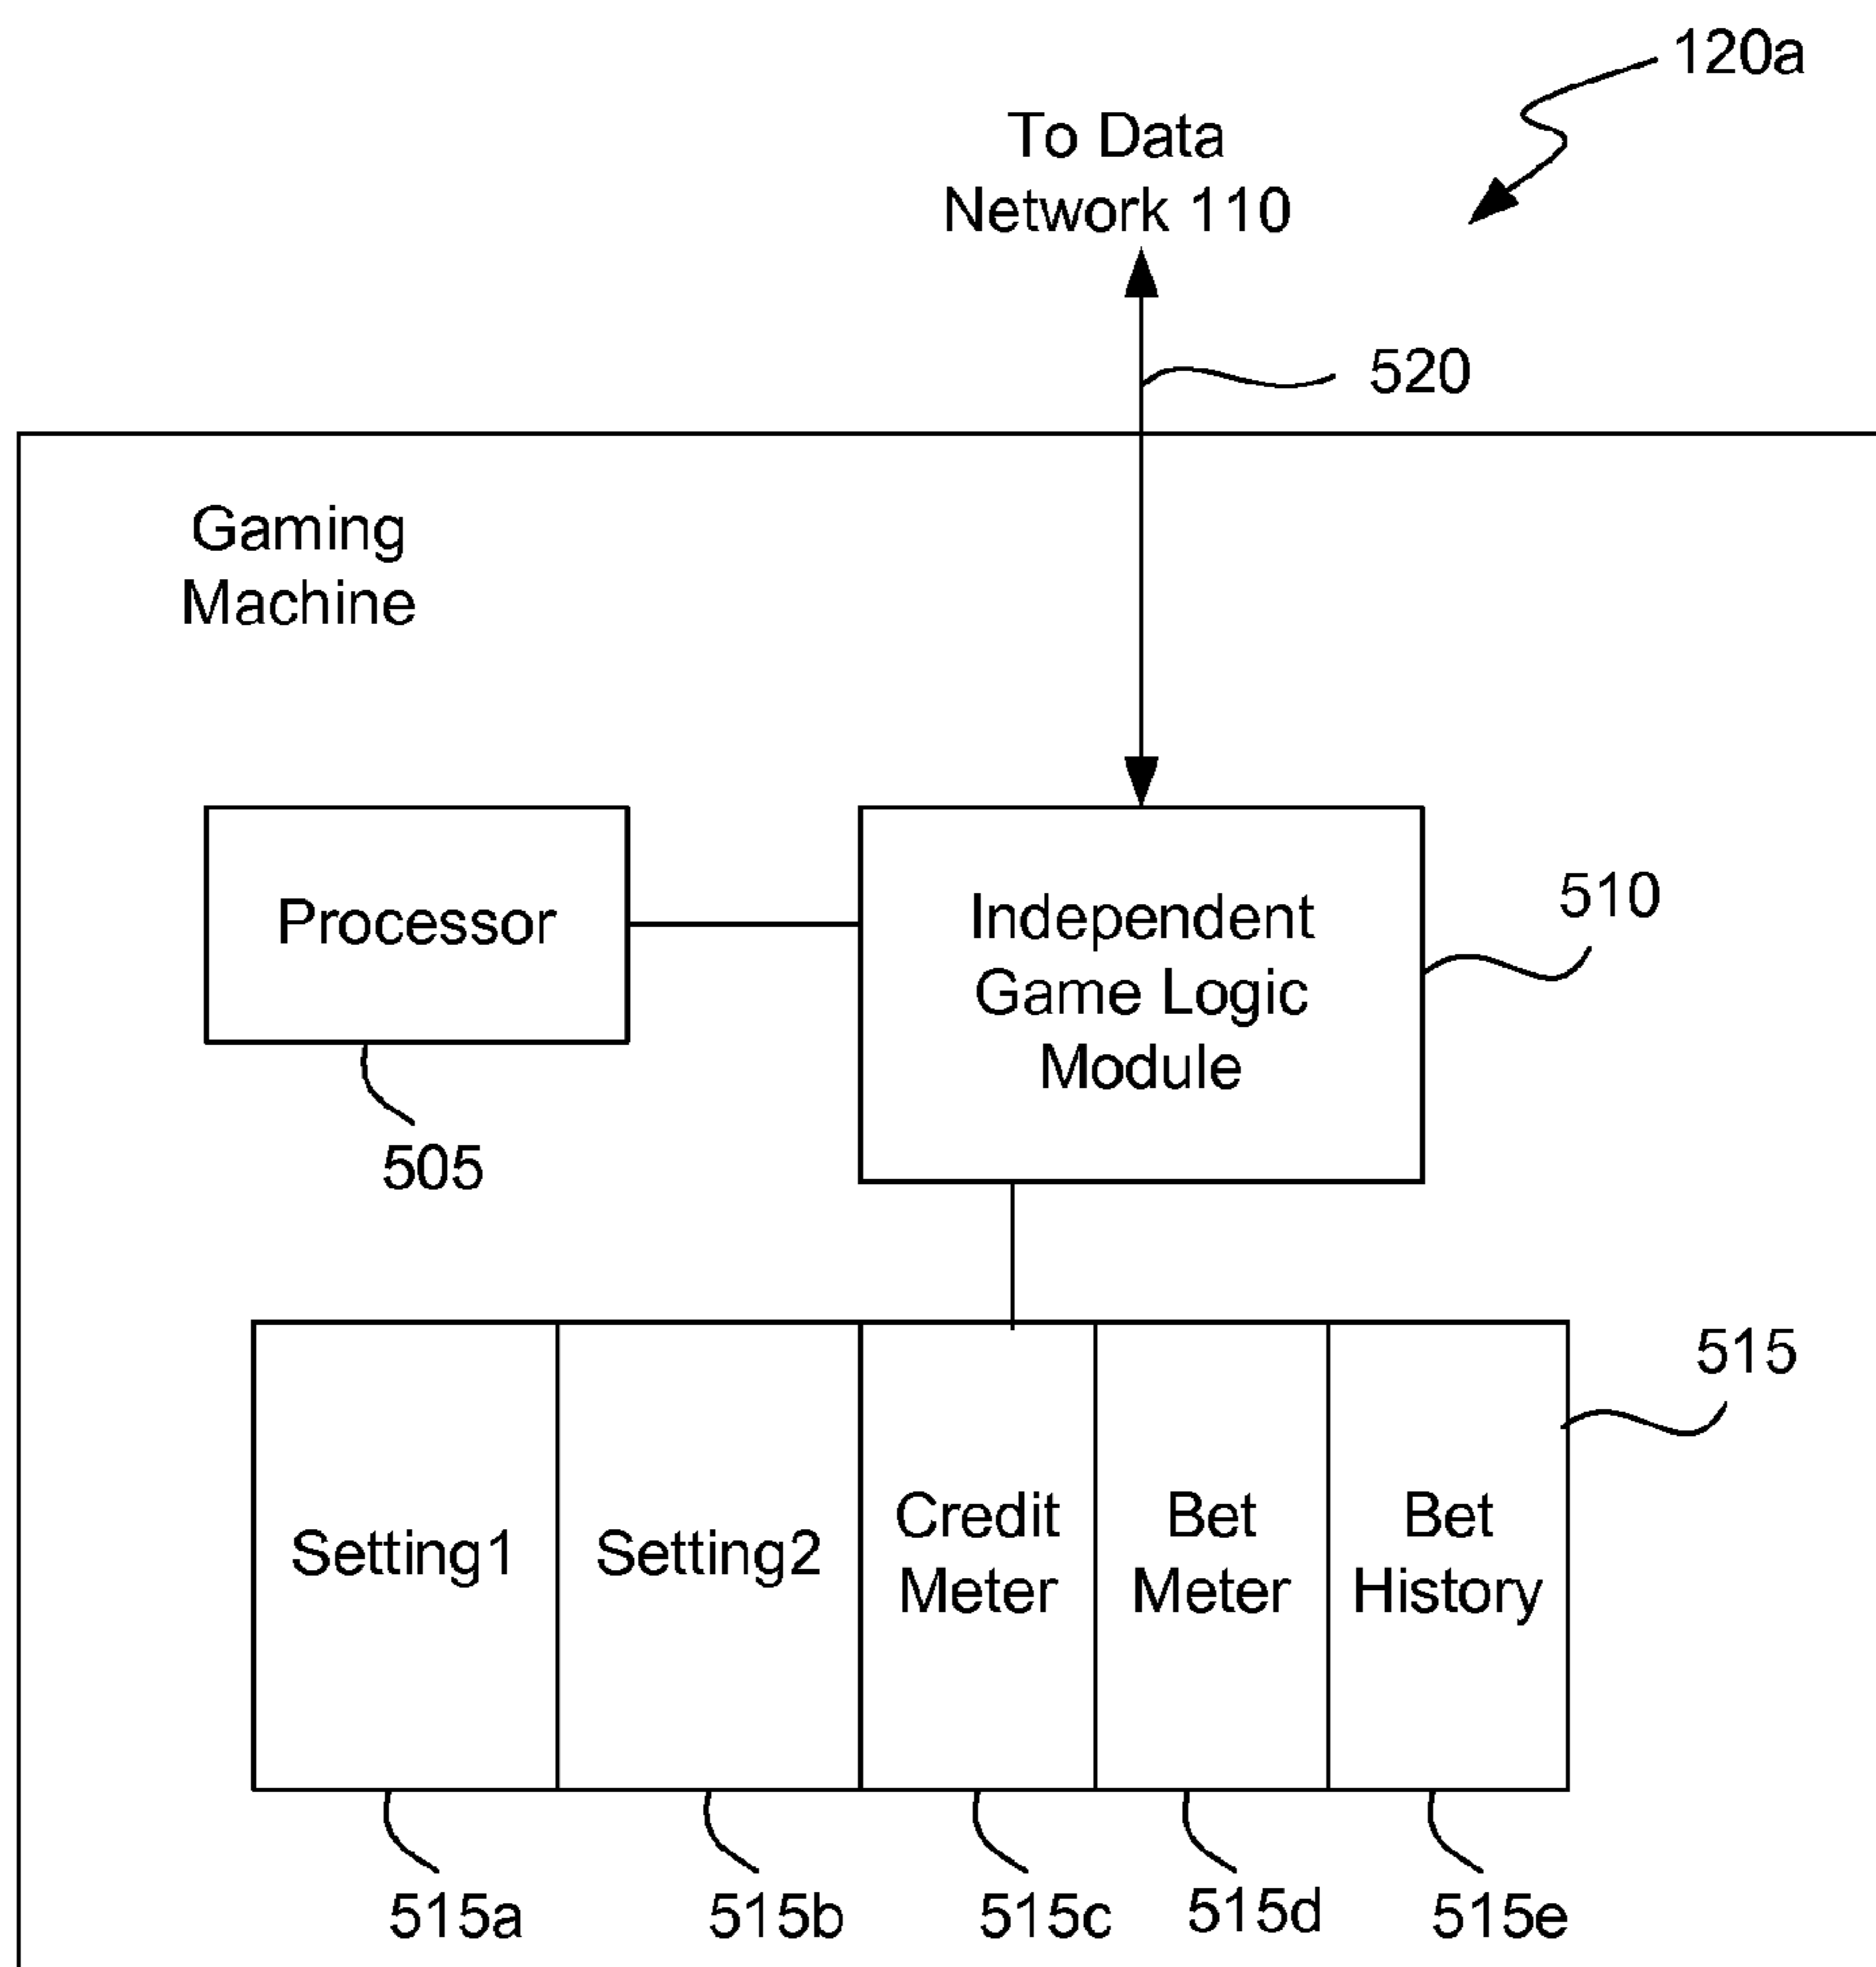 120a
To Data
Network 110
520
Gaming
Machine
Processor
Independent
Game Logic
Module
510
505
515
Setting1
Setting2
Credit
Meter
Bet
Meter
Bet
History
515a
515b
515c
515d
515e